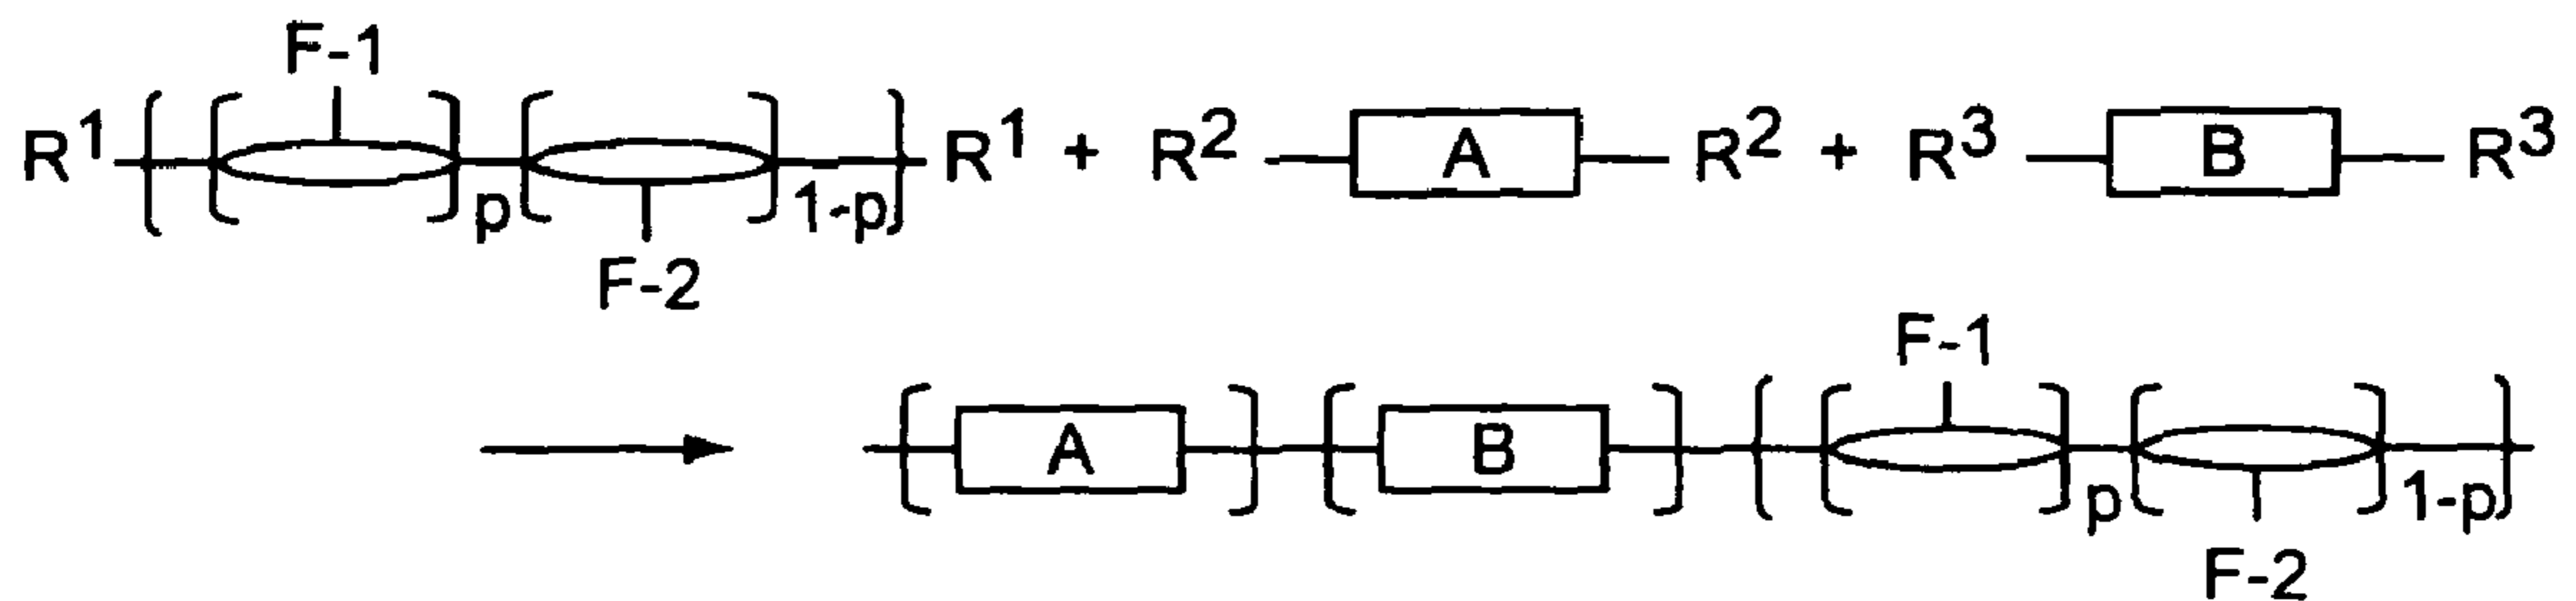 F-1
R¹ p 1-p R¹ + R² A R² + R³ B R³
F-2
F-1
A B p 1-p
F-2